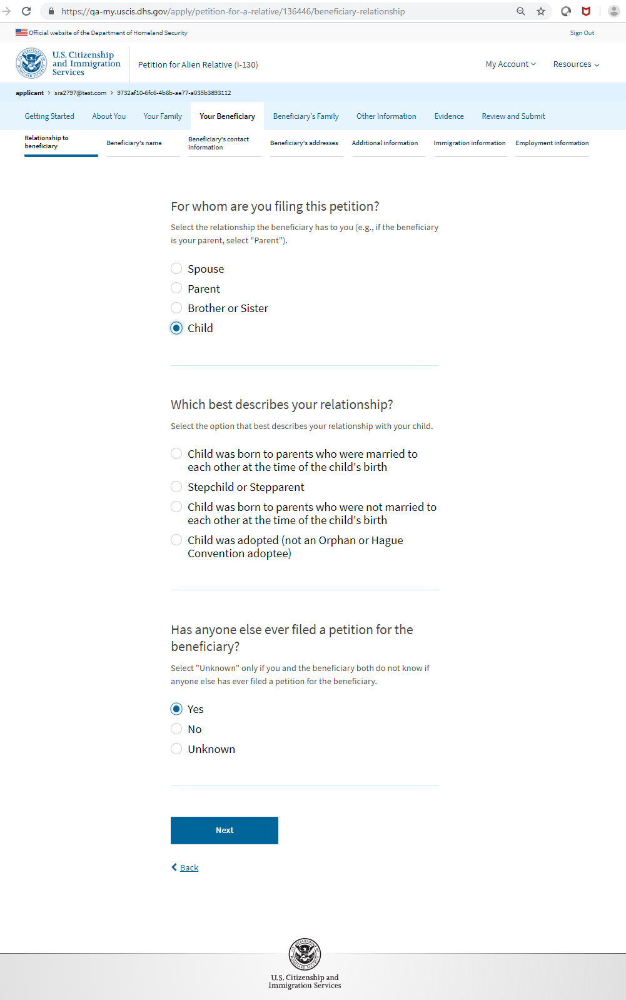 https://qa-my.uscis.dhs.gov/apply/petition-for-a-relative/136446/beneficiary-relationship
Official website of the Department of Homeland Security
Sign Out
U.S. Citizenship
and Immigration
Services
Petition for Alien Relative (I-130)
My Account
Resources
applicant > sra2797@test.com > 9732af10-6fc6-4b6b-ae77-a035b3893112
Getting Started
About You
Your Family
Your Beneficiary
Beneficiary's Family
Other Information
Evidence
Review and Submit
Relationship to
beneficiary
Beneficiary's name
Beneficiary's contact
information
Beneficiary's addresses
Additional information
Immigration information
Employment information
For whom are you filing this petition?
Select the relationship the beneficiary has to you (e.g., if the beneficiary
is your parent, select "Parent").
Spouse
Parent
Brother or Sister
Child
Which best describes your relationship?
Select the option that best describes your relationship with your child.
Child was born to parents who were married to
each other at the time of the child's birth
Stepchild or Stepparent
Child was born to parents who were not married to
each other at the time of the child's birth
Child was adopted (not an Orphan or Hague
Convention adoptee)
Has anyone else ever filed a petition for the
beneficiary?
Select "Unknown" only if you and the beneficiary both do not know if
anyone else has ever filed a petition for the beneficiary.
Yes
No
Unknown
Next
Back
U.S. Citizenship and
Immigration Services